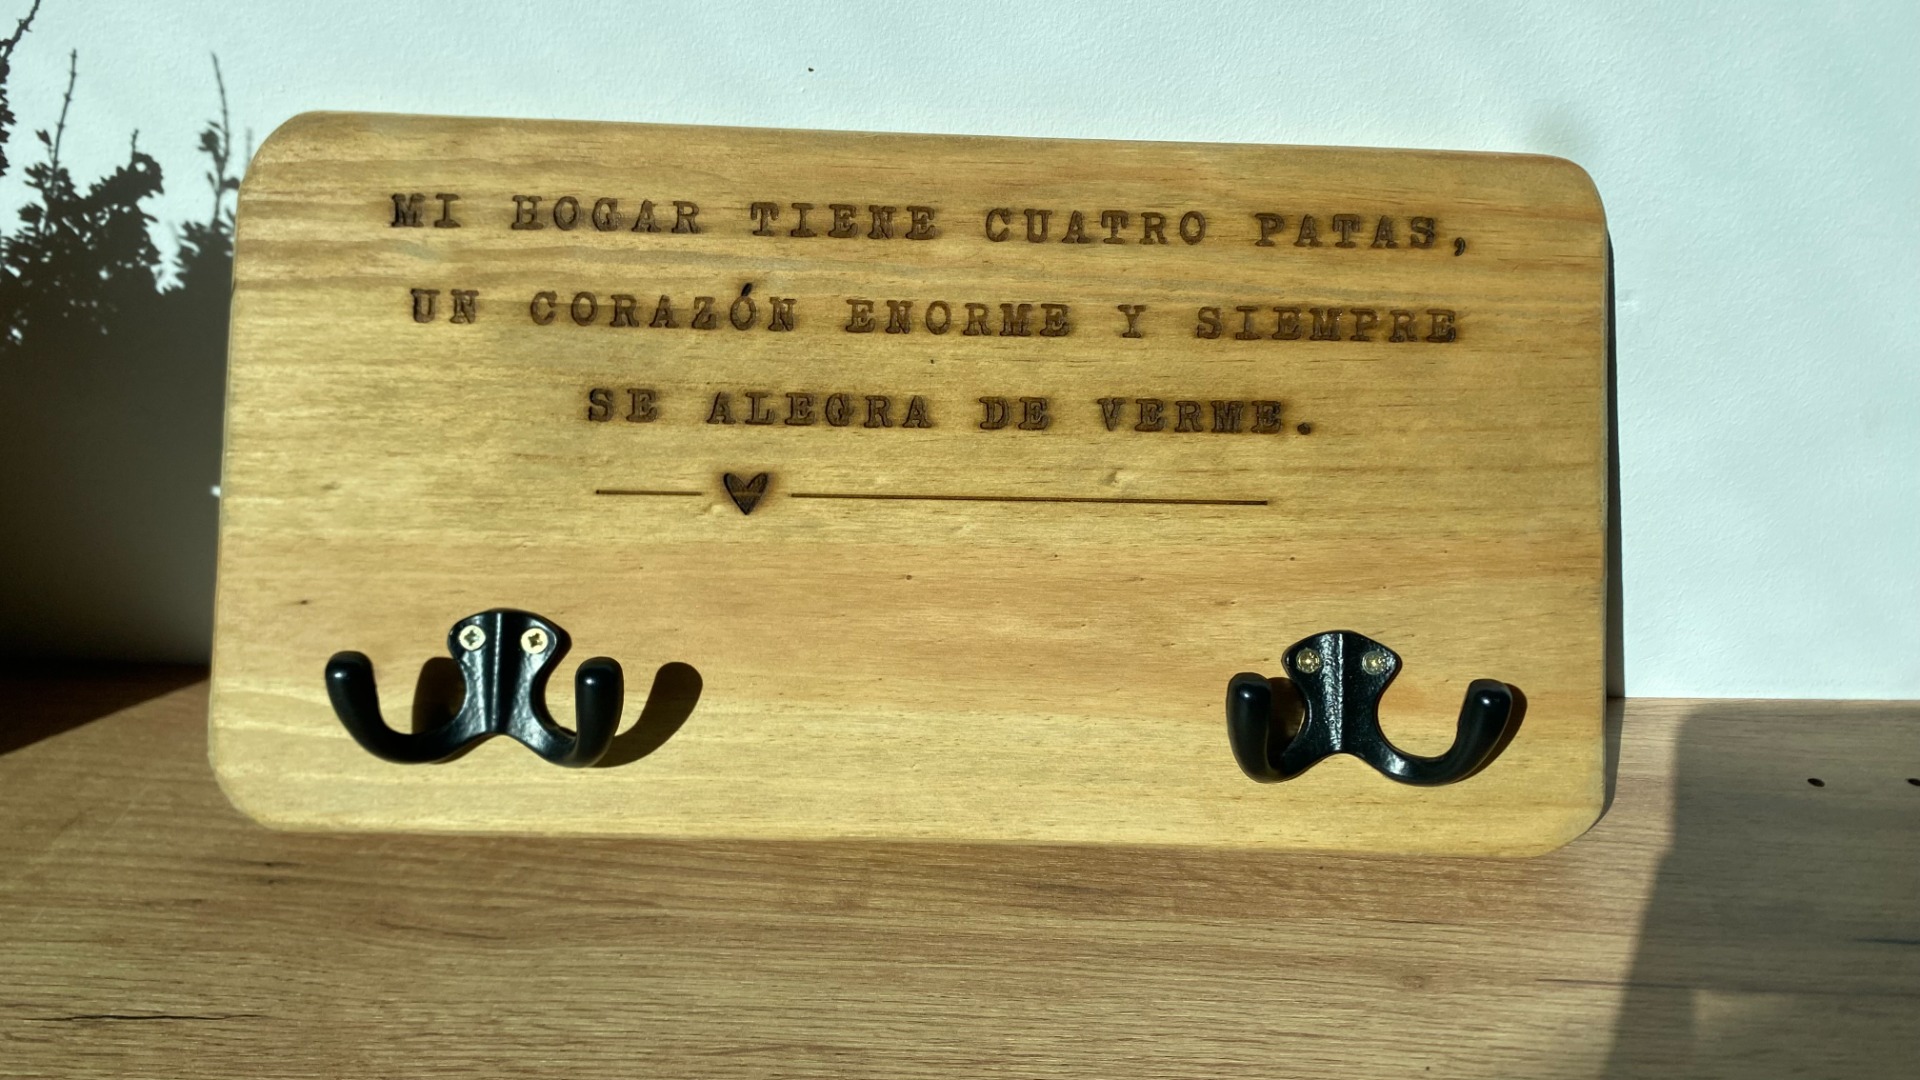 MI HOGAR TIENE CUATRO PATAS,
UN CORAZÓN ENORME Y SIEMPRE
SE ALEGRA DE VERME.